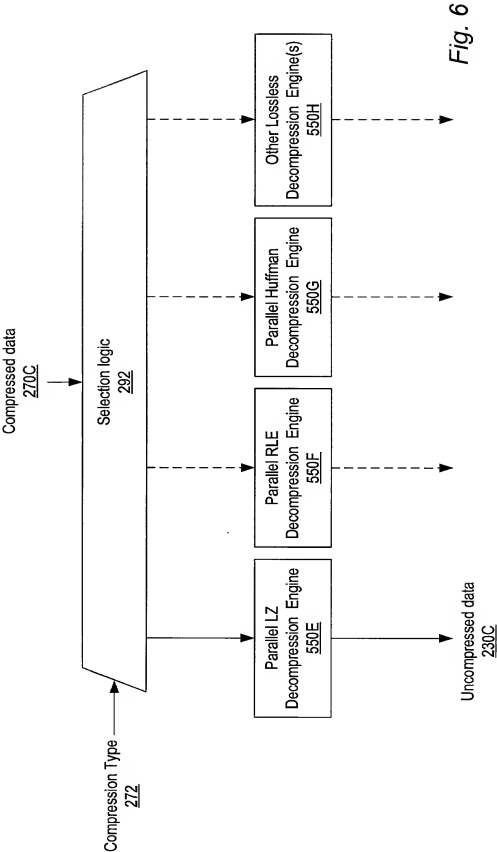 Compressed data
270C
Compression Type
272
Selection logic
292
Parallel LZ
Decompression Engine
550E
Parallel RLE
Decompression Engine
550F
Parallel Huffman
Decompression Engine
550G
Other Lossless
Decompression Engine(s)
550H
Uncompressed data
230C
Fig. 6